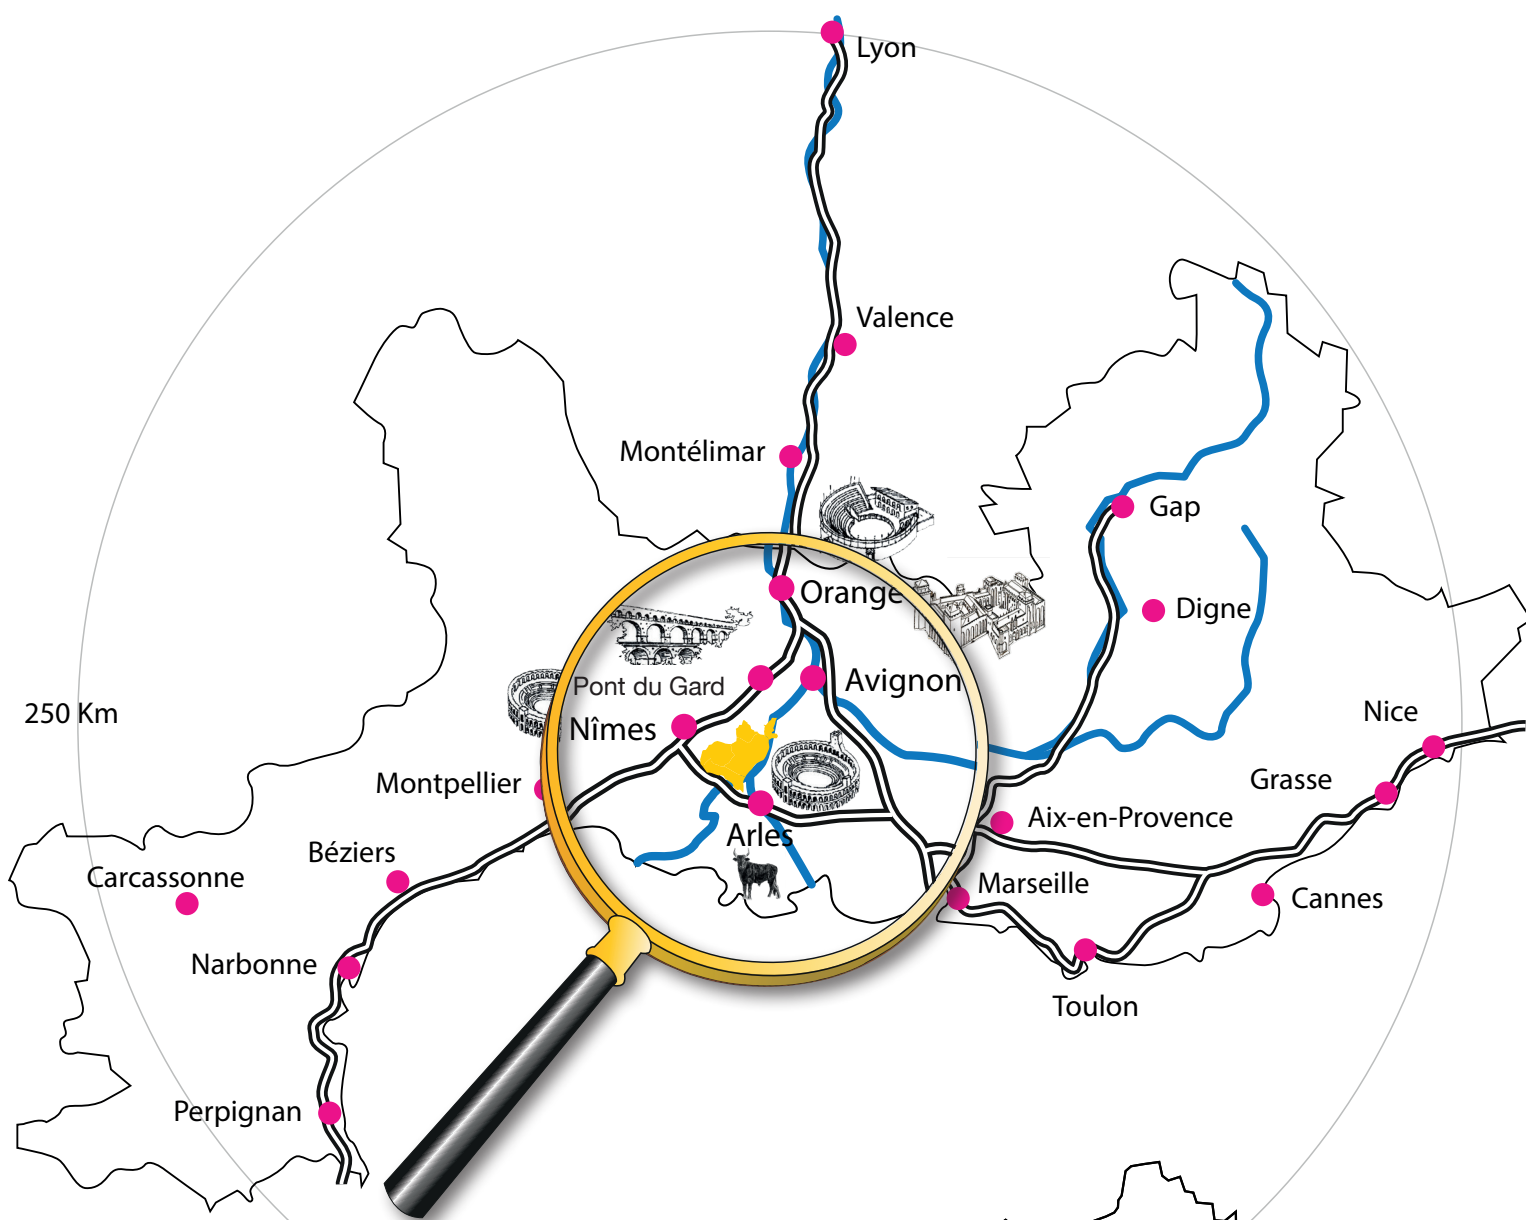 Lyon
Valence
Montélimar
Gap
Orange
Digne
Pont du Gard
Avignon
250 Km
Nîmes
Nice
Montpellier
Grasse
Aix-en-Provence
Arles
Béziers
Carcassonne
Marseille
Cannes
Narbonne
Toulon
Perpignan